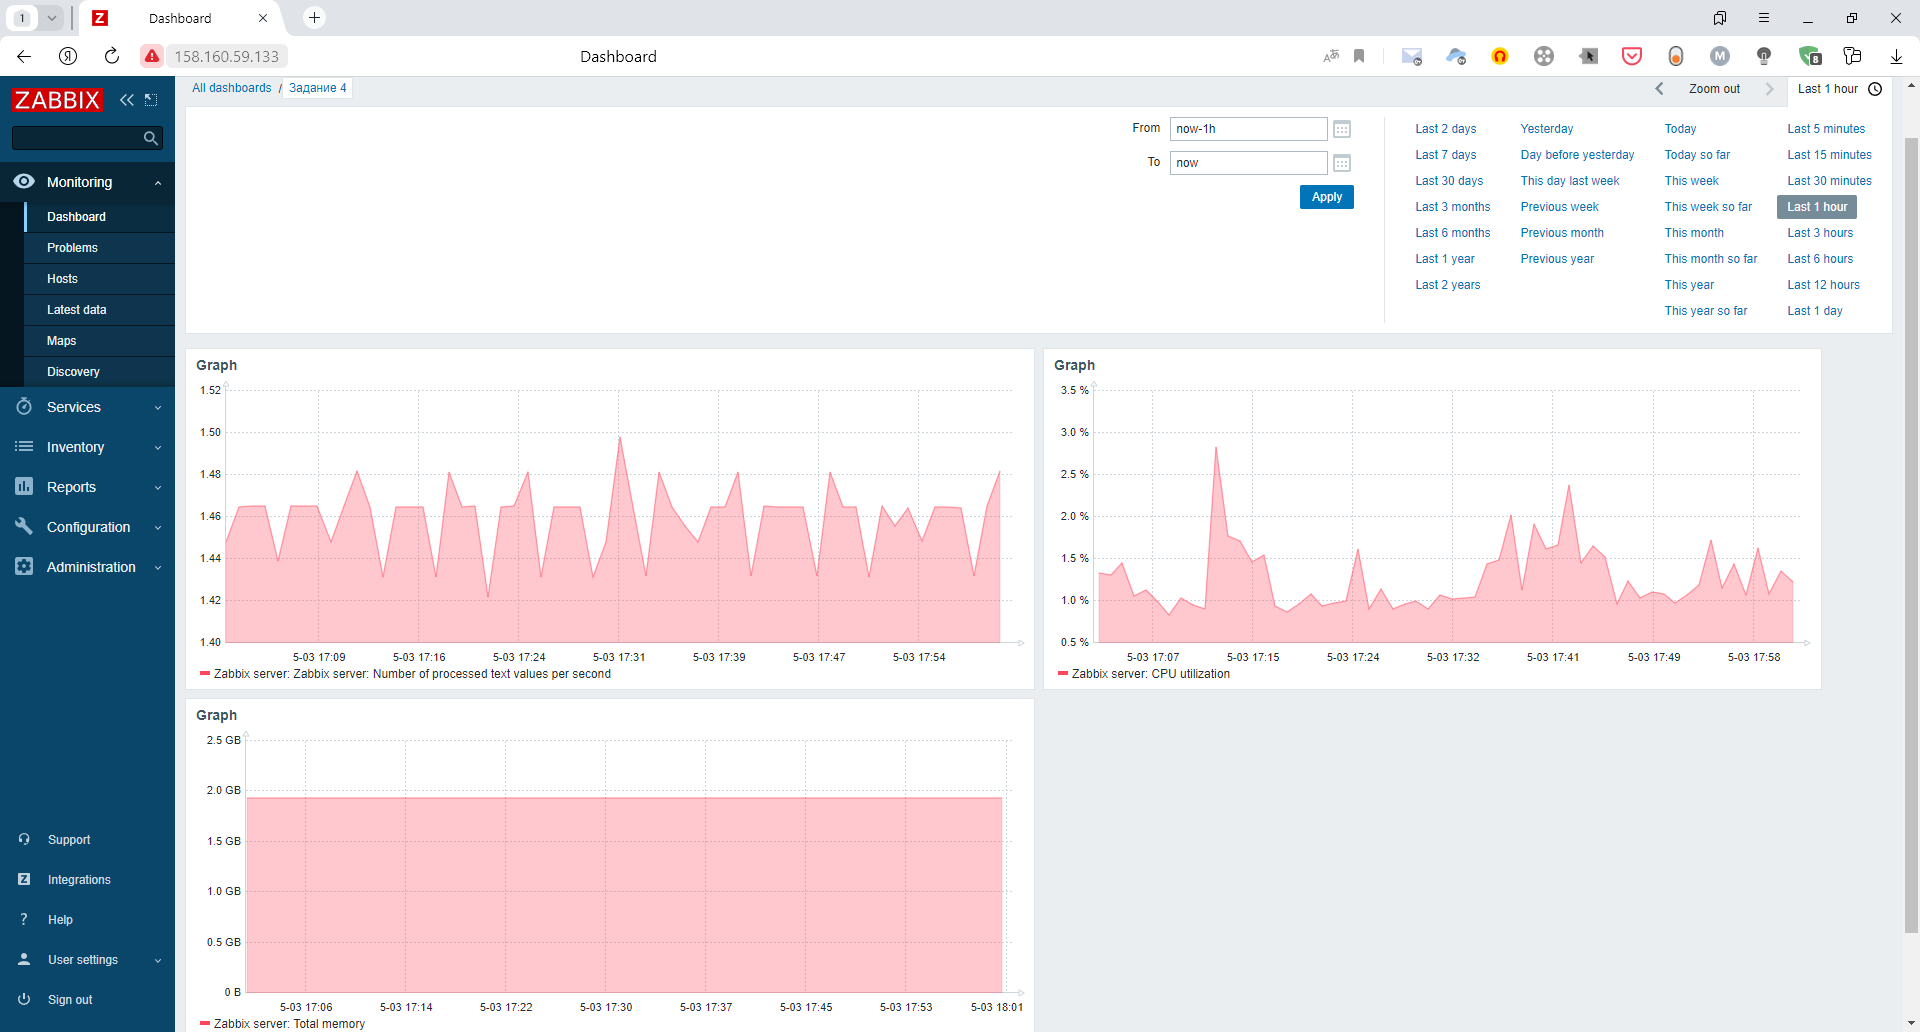 1
Z
Dashboard
Я
158.160.59.133
Dashboard
M
8
ZABBIX
Monitoring
Dashboard
Problems
Hosts
Latest data
Maps
Discovery
Services
Inventory
Reports
Configuration
Administration
Support
Z Integrations
? Help
User settings
Sign out
All dashboards / Задание 4
Zoom out
Last 1 hour
From now-1h
To now
Apply
Last 2 days Yesterday Today Last 5 minutes
Last 7 days Day before yesterday Today so far Last 15 minutes
Last 30 days This day last week This week Last 30 minutes
Last 3 months Previous week This week so far Last 1 hour
Last 6 months Previous month This month Last 3 hours
Last 1 year Previous year This month so far Last 6 hours
Last 2 years This year Last 12 hours
This year so far Last 1 day
Graph
1.52
1.50
1.48
1.46
1.44
1.42
1.40
5-03 17:09 5-03 17:16 5-03 17:24 5-03 17:31 5-03 17:39 5-03 17:47 5-03 17:54
Zabbix server: Zabbix server: Number of processed text values per second
Graph
3.5 %
3.0 %
2.5 %
2.0 %
1.5 %
1.0 %
0.5 %
5-03 17:07 5-03 17:15 5-03 17:24 5-03 17:32 5-03 17:41 5-03 17:49 5-03 17:58
Zabbix server: CPU utilization
Graph
2.5 GB
2.0 GB
1.5 GB
1.0 GB
0.5 GB
0 B
5-03 17:06 5-03 17:14 5-03 17:22 5-03 17:30 5-03 17:37 5-03 17:45 5-03 17:53 5-03 18:01
Zabbix server: Total memory